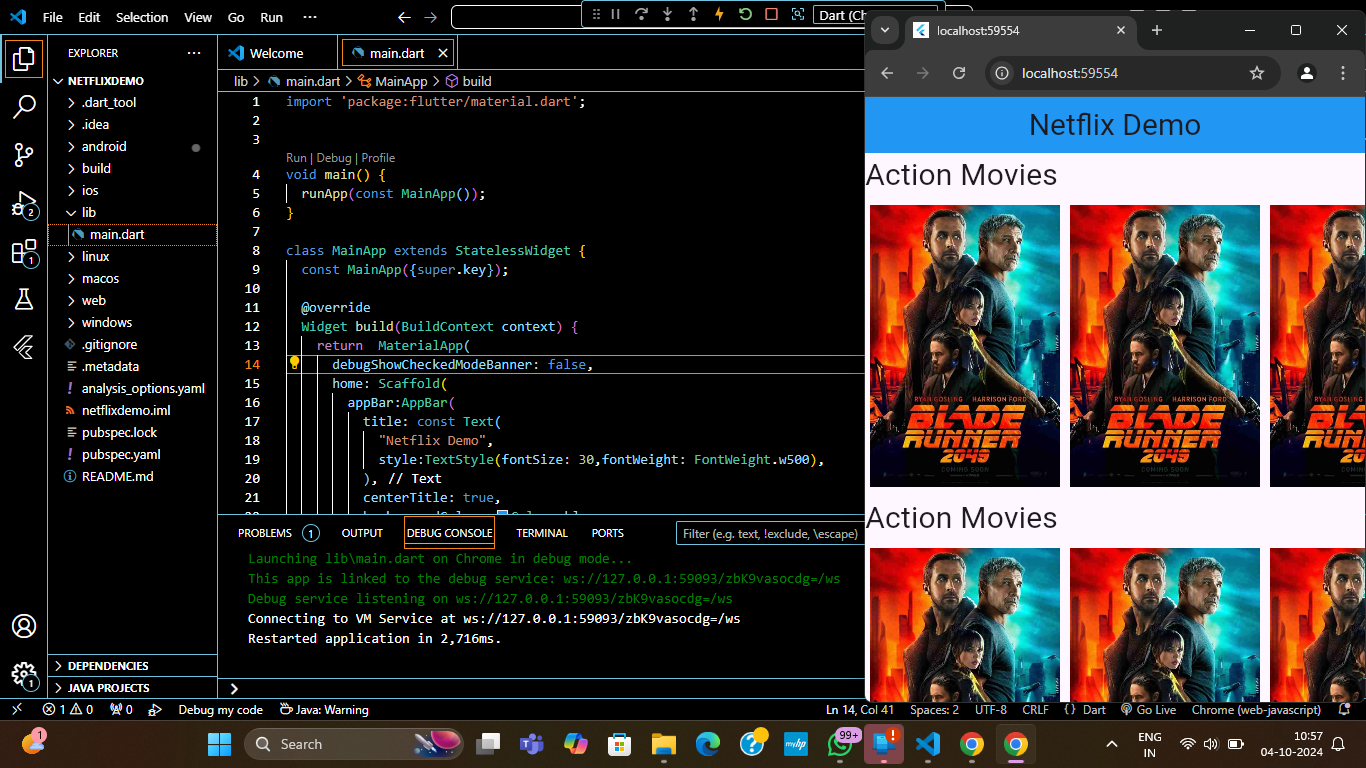 File Edit Selection View Go Run ···
Dart (Ch
EXPLORER ···
NETFLIXDEMO
.dart_tool
.idea
android
build
ios
lib
main.dart
linux
macos
web
windows
.gitignore
.metadata
analysis_options.yaml
netflixdemo.iml
pubspec.lock
pubspec.yaml
README.md
DEPENDENCIES
JAVA PROJECTS
2
1
1
Welcome
main.dart
lib > main.dart > MainApp > build
1 import 'package:flutter/material.dart';
2
3
Run | Debug | Profile
4 void main() {
5 runApp(const MainApp());
6 }
7
8 class MainApp extends StatelessWidget {
9 const MainApp({super.key});
10
11 @override
12 Widget build(BuildContext context) {
13 return  MaterialApp(
14 debugShowCheckedModeBanner: false,
15 home: Scaffold(
16 appBar:AppBar(
17 title: const Text(
18 "Netflix Demo",
19 style:TextStyle(fontSize: 30,fontWeight: FontWeight.w500),
20 ), // Text
21 centerTitle: true,
PROBLEMS 1 OUTPUT DEBUG CONSOLE TERMINAL PORTS
Filter (e.g. text, !exclude, \escape)
Launching lib\main.dart on Chrome in debug mode...
This app is linked to the debug service: ws://127.0.0.1:59093/zbK9vasocdg=/ws
Debug service listening on ws://127.0.0.1:59093/zbK9vasocdg=/ws
Connecting to VM Service at ws://127.0.0.1:59093/zbK9vasocdg=/ws
Restarted application in 2,716ms.
localhost:59554
localhost:59554
Netflix Demo
Action Movies
RYAN GOSLING HARRISON FORD
BLADE
RUNNER
2049
COMING SOON
RYAN GOSLING HARRISON FORD
BLADE
RUNNER
2049
COMING SOON
Action Movies
1 0 0 Debug my code Java: Warning
Ln 14, Col 41 Spaces: 2 UTF-8 CRLF {} Dart Go Live Chrome (web-javascript)
1
Search
myhp
99+
ENG
IN
10:57
04-10-2024